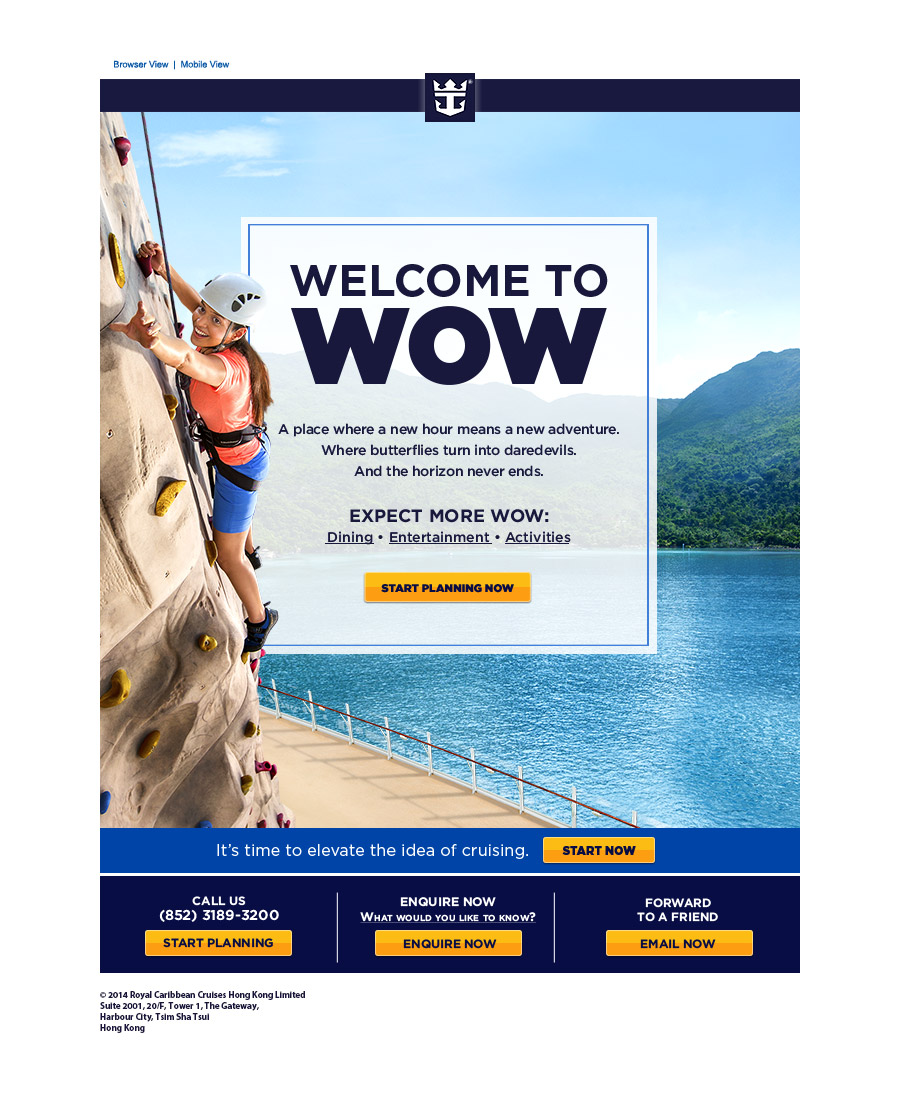 Browser View | Mobile View
WELCOME TO
WOW
A place where a new hour means a new adventure.
Where butterflies turn into daredevils.
And the horizon never ends.
EXPECT MORE WOW:
Dining • Entertainment • Activities
START PLANNING NOW
It's time to elevate the idea of cruising.
START NOW
CALL US
(852) 3189-3200
START PLANNING
ENQUIRE NOW
WHAT WOULD YOU LIKE TO KNOW?
ENQUIRE NOW
FORWARD
TO A FRIEND
EMAIL NOW
© 2014 Royal Caribbean Cruises Hong Kong Limited
Suite 2001, 20/F, Tower 1, The Gateway,
Harbour City, Tsim Sha Tsui
Hong Kong